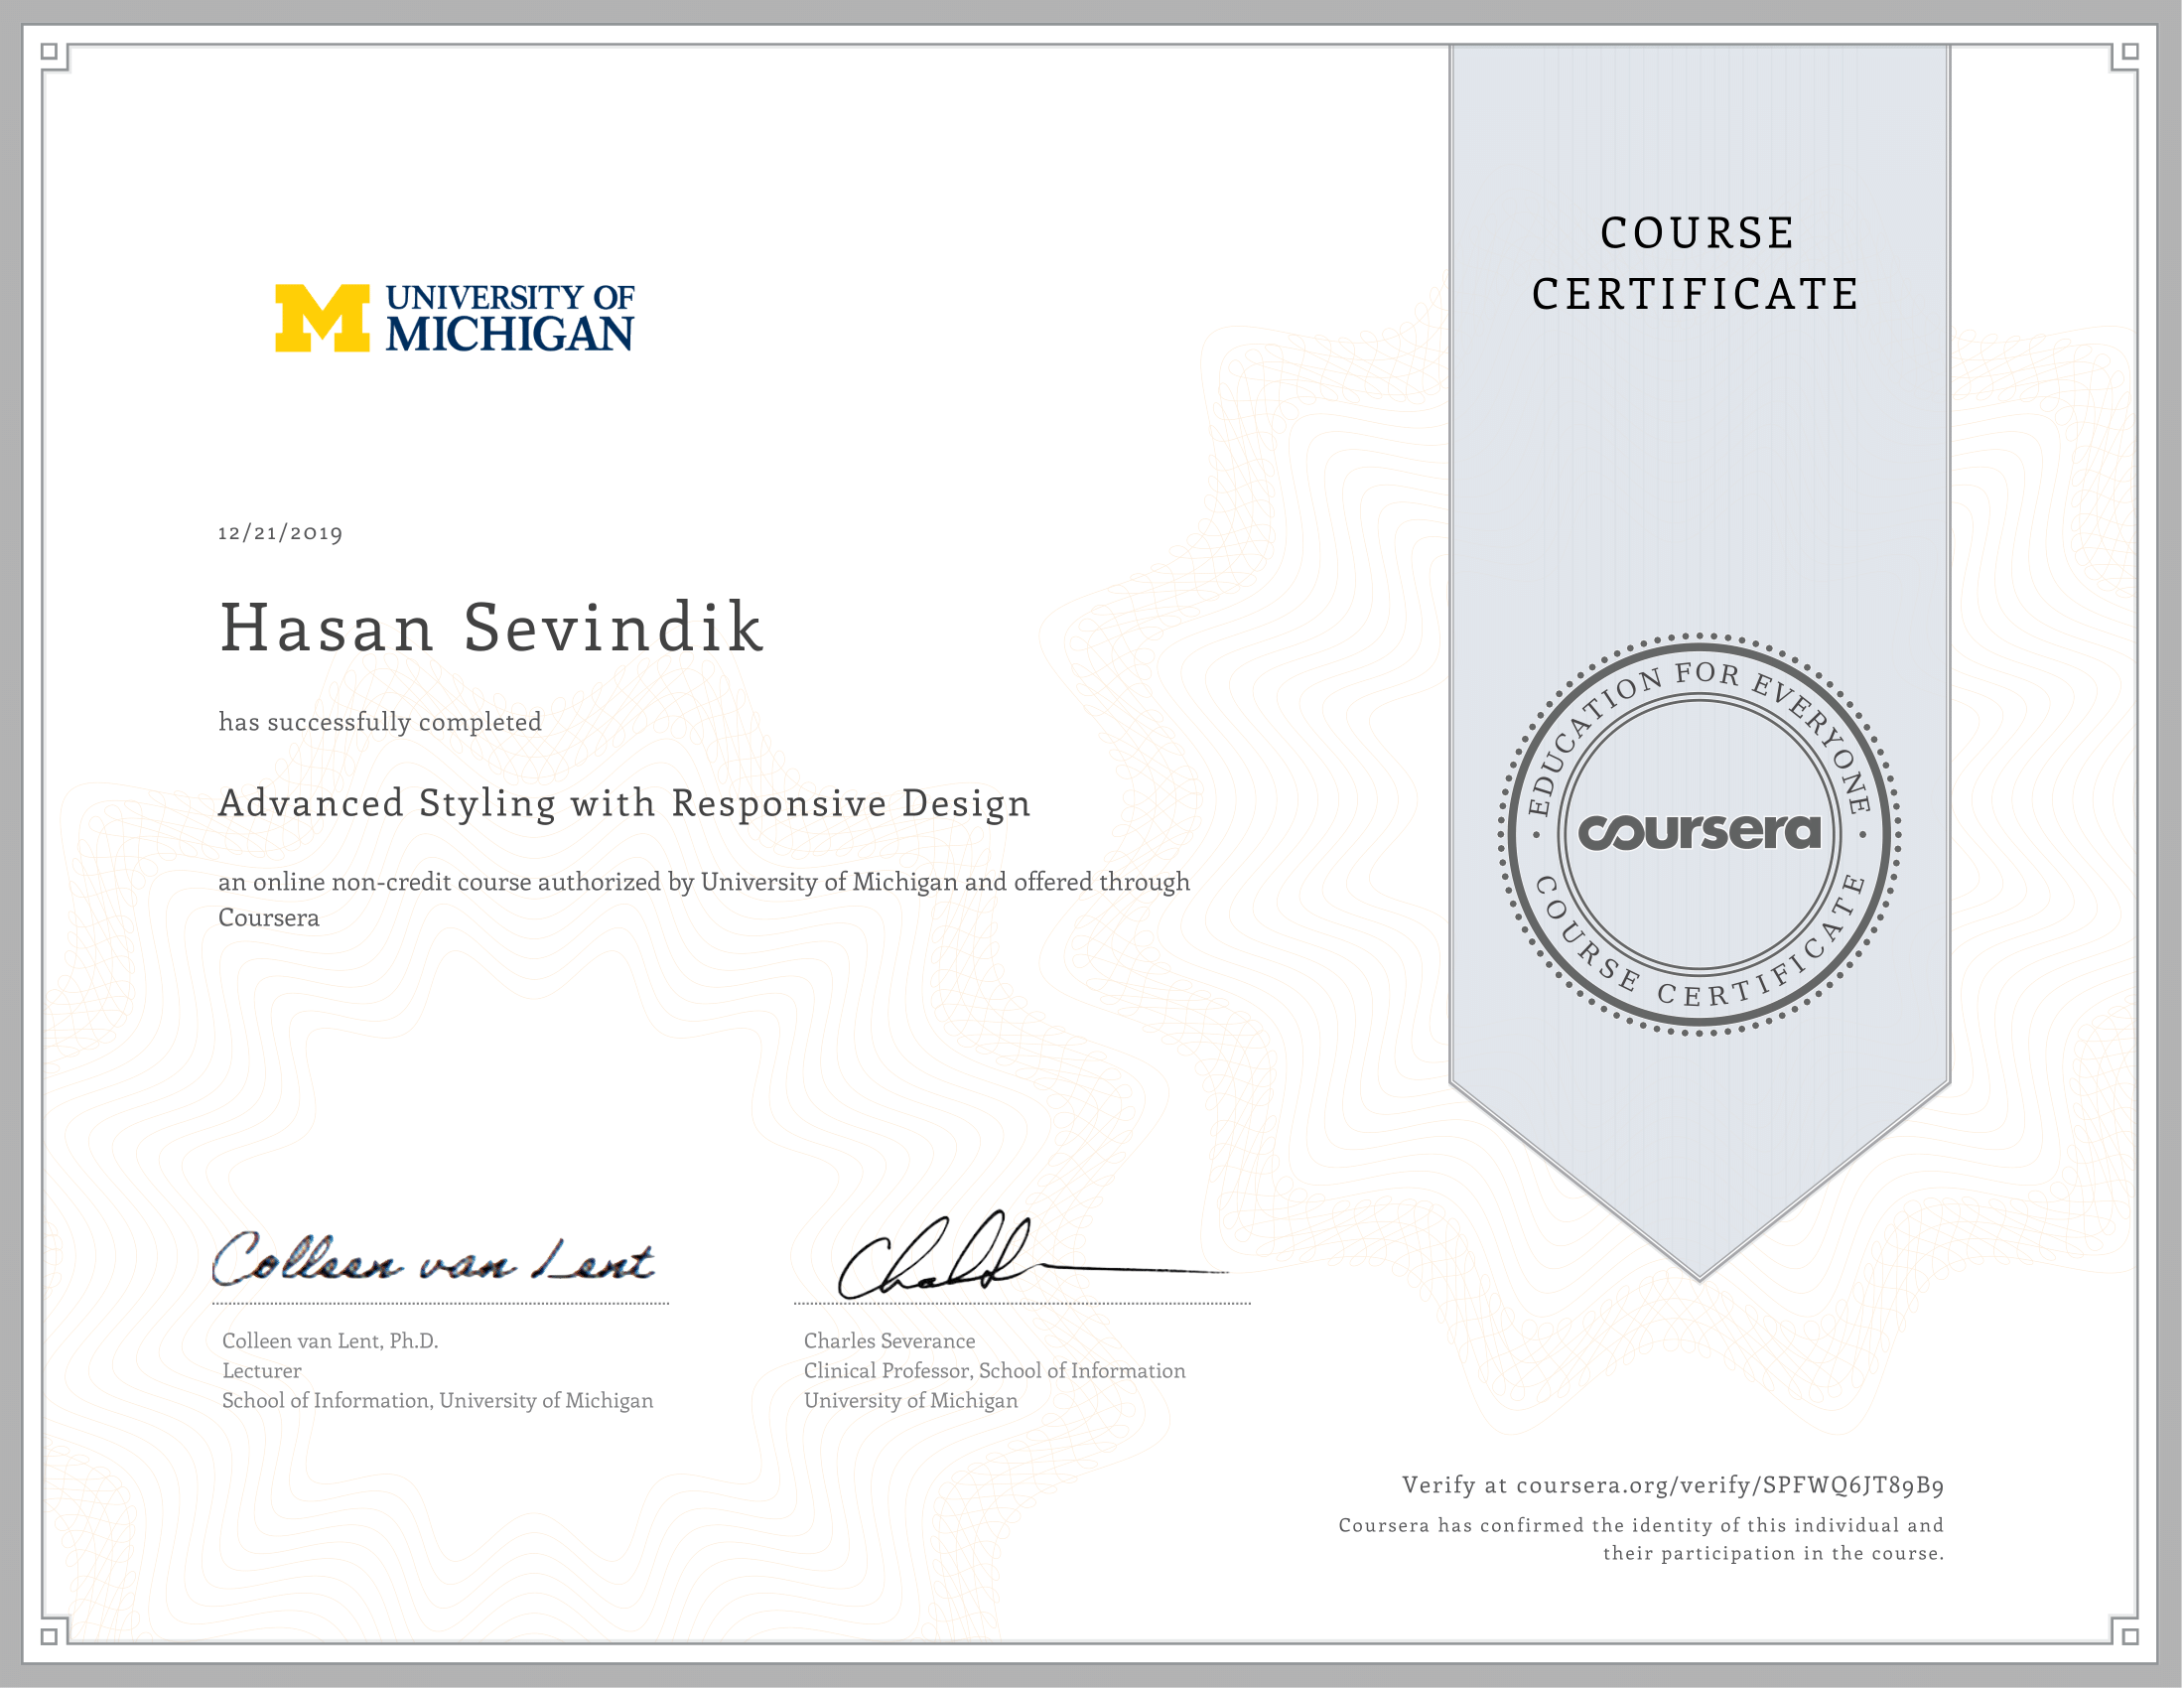 UNIVERSITY OF
MICHIGAN
COURSE
CERTIFICATE
12/21/2019
Hasan Sevindik
has successfully completed
Advanced Styling with Responsive Design
an online non-credit course authorized by University of Michigan and offered through
Coursera
EDUCATION FOR EVERYONE
coursera
COURSE CERTIFICATE
Colleen van Lent
Colleen van Lent, Ph.D.
Lecturer
School of Information, University of Michigan
Charles Severance
Clinical Professor, School of Information
University of Michigan
Verify at coursera.org/verify/SPFWQ6JT89B9
Coursera has confirmed the identity of this individual and
their participation in the course.